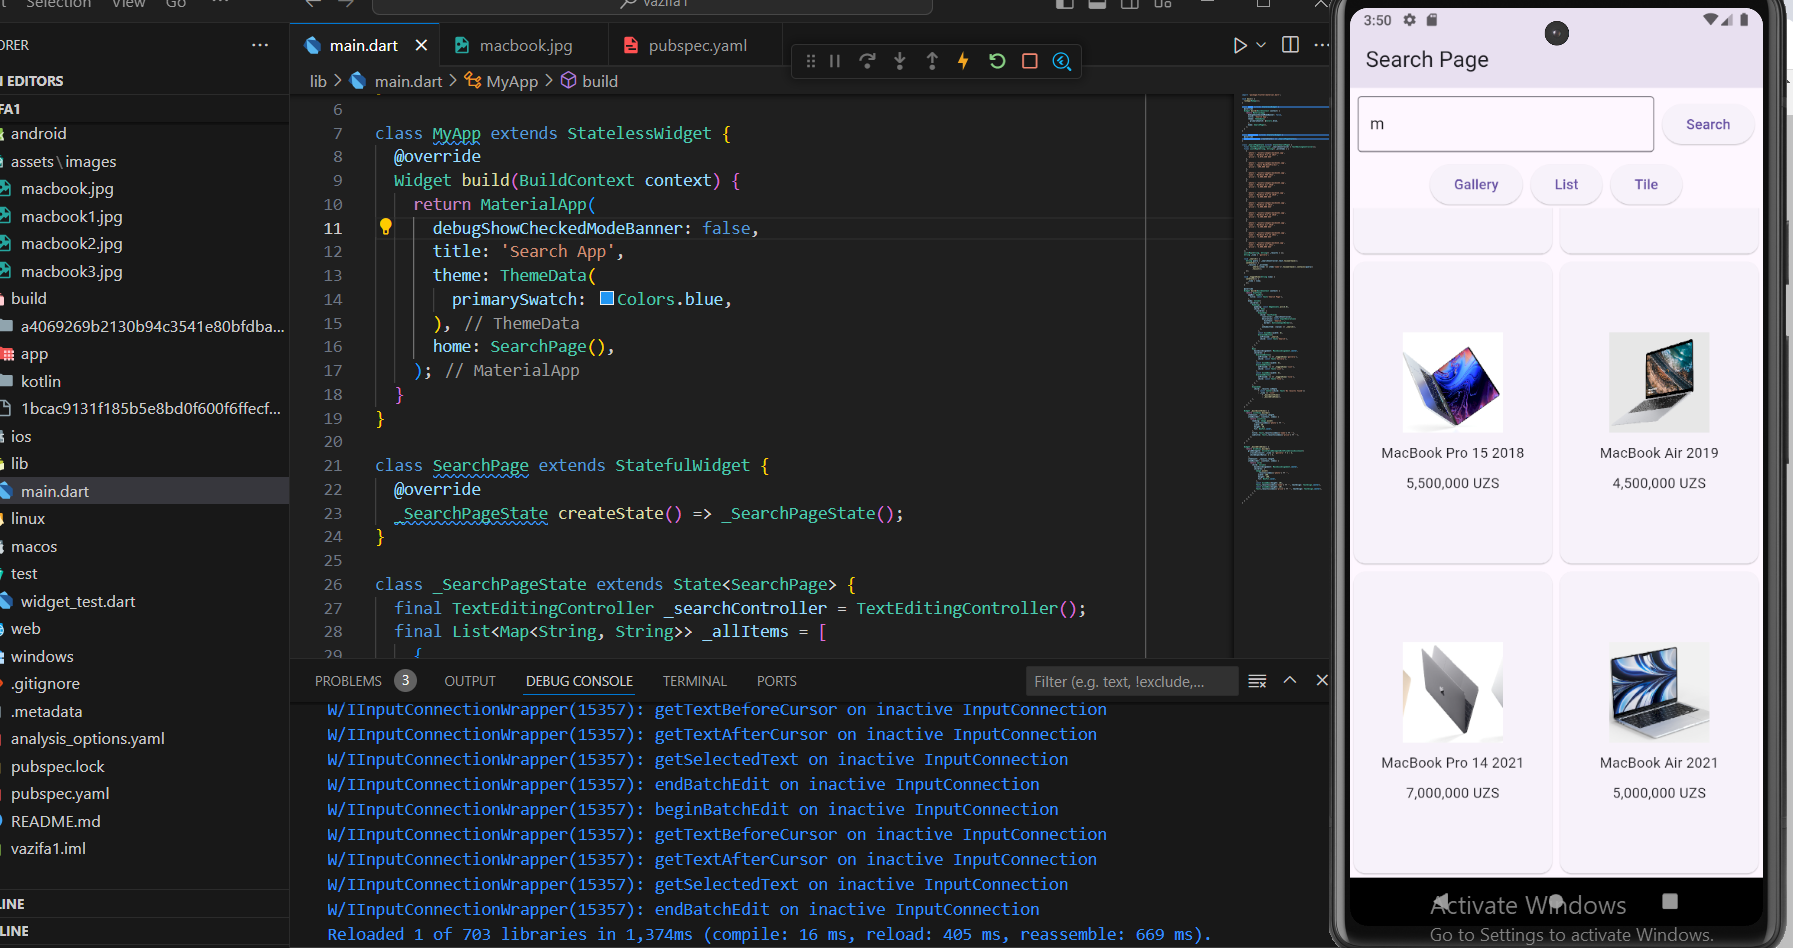 Selection View Go ...
vazifa1
ORER ...
main.dart
macbook.jpg
pubspec.yaml
lib > main.dart > MyApp > build
EDITORS
FA1
android
assets\images
macbook.jpg
macbook1.jpg
macbook2.jpg
macbook3.jpg
build
a4069269b2130b94c3541e80bfdba...
app
kotlin
1bcac9131f185b5e8bd0f600f6ffecf...
ios
lib
main.dart
linux
macos
test
widget_test.dart
web
windows
.gitignore
.metadata
analysis_options.yaml
pubspec.lock
pubspec.yaml
README.md
vazifa1.iml
LINE
LINE
6
7 class MyApp extends StatelessWidget {
8 @override
9 Widget build(BuildContext context) {
10 return MaterialApp(
11 debugShowCheckedModeBanner: false,
12 title: 'Search App',
13 theme: ThemeData(
14 primarySwatch: Colors.blue,
15 ), // ThemeData
16 home: SearchPage(),
17 ); // MaterialApp
18 }
19 }
20
21 class SearchPage extends StatefulWidget {
22 @override
23 _SearchPageState createState() => _SearchPageState();
24 }
25
26 class _SearchPageState extends State<SearchPage> {
27 final TextEditingController _searchController = TextEditingController();
28 final List<Map<String, String>> _allItems = [
29 {
PROBLEMS 3 OUTPUT DEBUG CONSOLE TERMINAL PORTS
Filter (e.g. text, !exclude,...
W/IInputConnectionWrapper(15357): getTextBeforeCursor on inactive InputConnection
W/IInputConnectionWrapper(15357): getTextAfterCursor on inactive InputConnection
W/IInputConnectionWrapper(15357): getSelectedText on inactive InputConnection
W/IInputConnectionWrapper(15357): endBatchEdit on inactive InputConnection
W/IInputConnectionWrapper(15357): beginBatchEdit on inactive InputConnection
W/IInputConnectionWrapper(15357): getTextBeforeCursor on inactive InputConnection
W/IInputConnectionWrapper(15357): getTextAfterCursor on inactive InputConnection
W/IInputConnectionWrapper(15357): getSelectedText on inactive InputConnection
W/IInputConnectionWrapper(15357): endBatchEdit on inactive InputConnection
Reloaded 1 of 703 libraries in 1,374ms (compile: 16 ms, reload: 405 ms, reassemble: 669 ms).
3:50
Search Page
m
Search
Gallery List Tile
MacBook Pro 15 2018
5,500,000 UZS
MacBook Air 2019
4,500,000 UZS
MacBook Pro 14 2021
7,000,000 UZS
MacBook Air 2021
5,000,000 UZS
Activate Windows
Go to Settings to activate Windows.